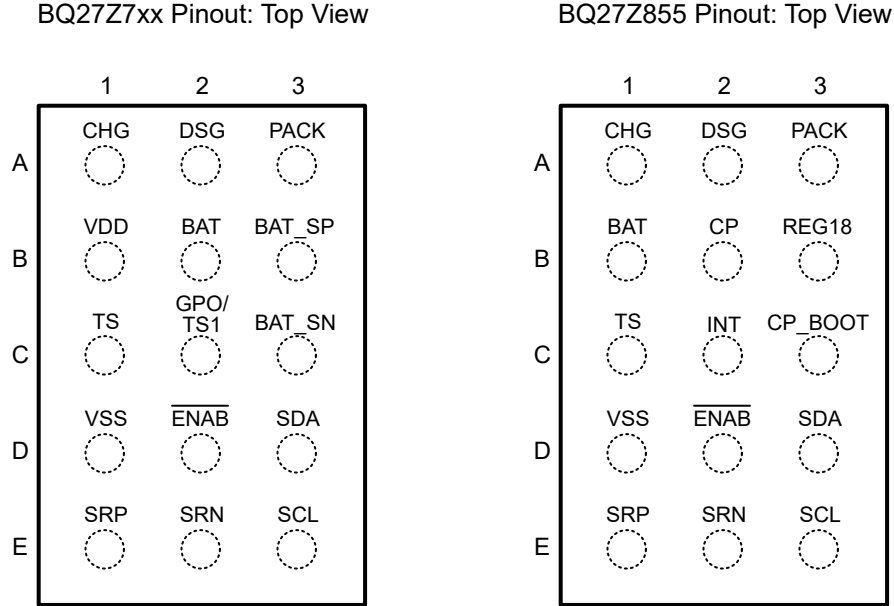 BQ27Z7xx Pinout: Top View
1 2 3
A
CHG DSG PACK
B
VDD BAT BAT_SP
C
TS GPO/
TS1 BAT_SN
D
VSS ENAB SDA
E
SRP SRN SCL
BQ27Z855 Pinout: Top View
1 2 3
A
CHG DSG PACK
B
BAT CP REG18
C
TS INT CP_BOOT
D
VSS ENAB SDA
E
SRP SRN SCL